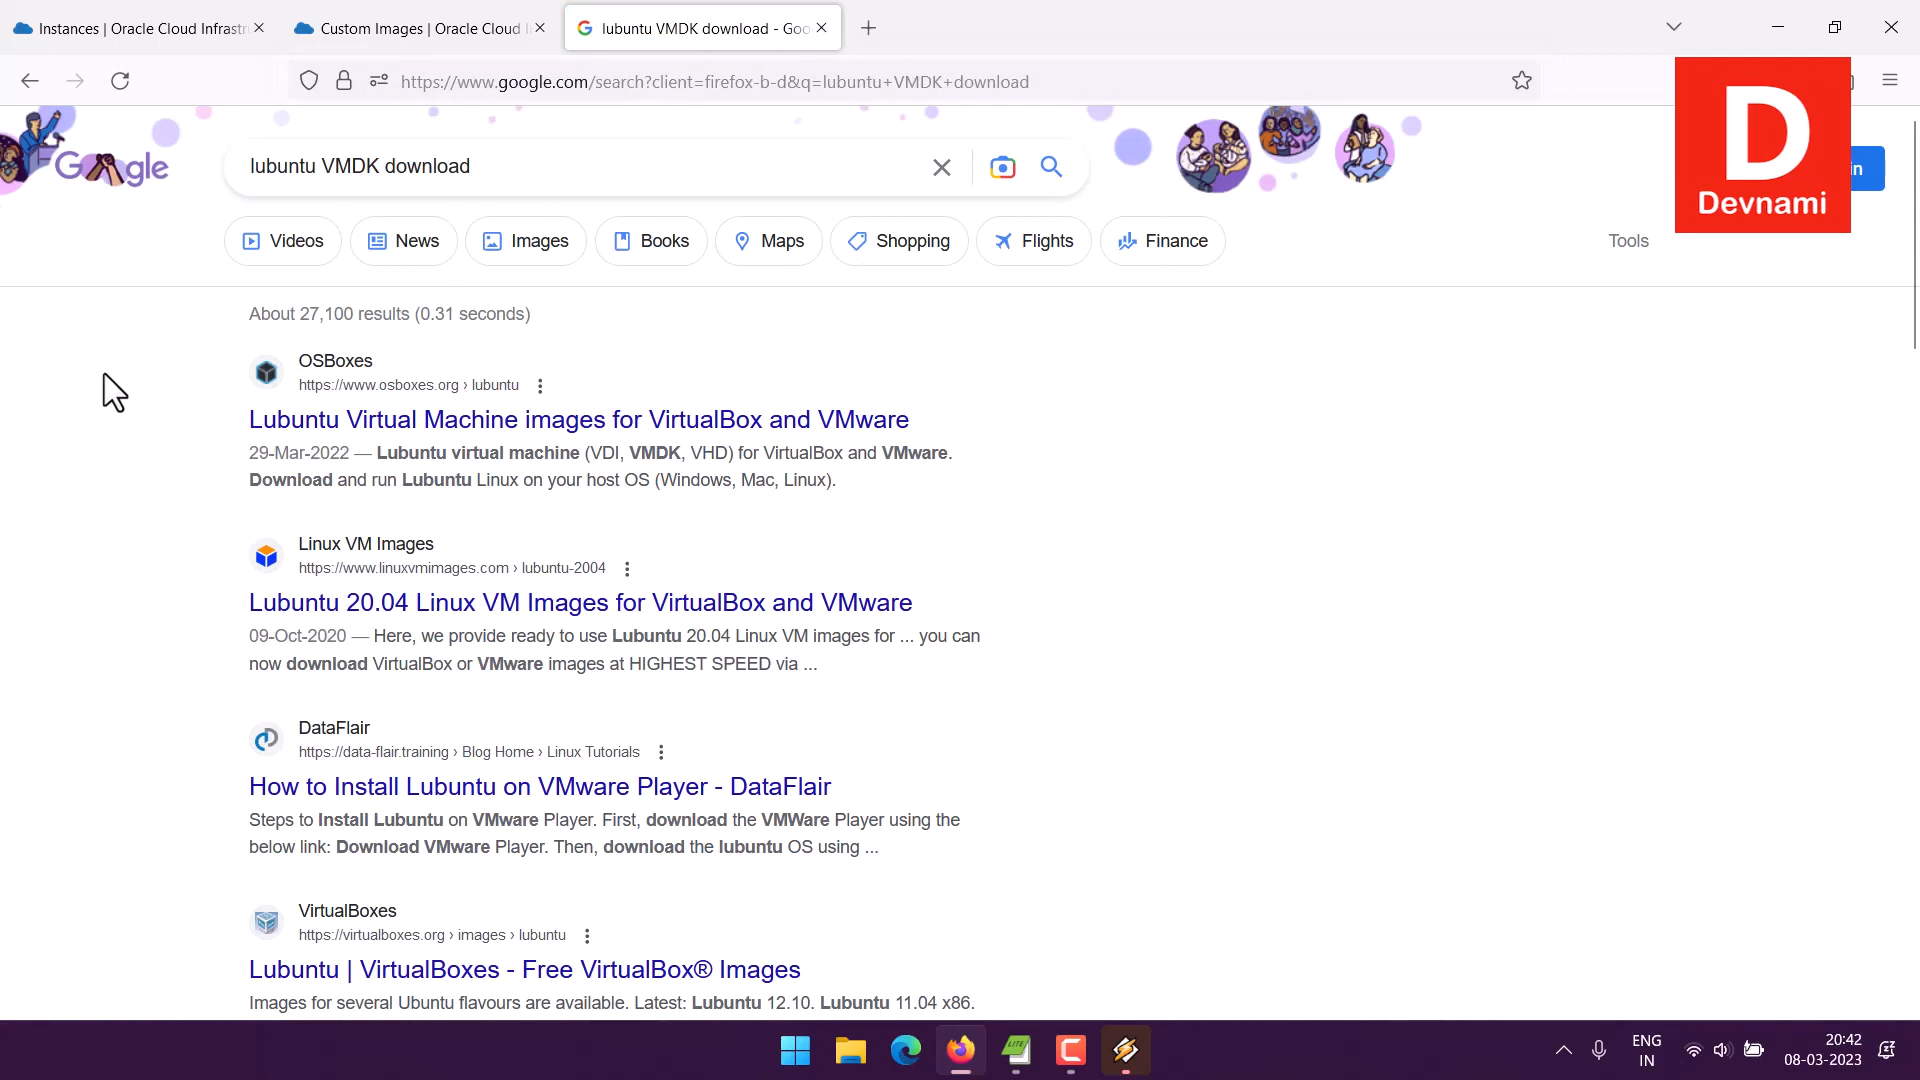 Instances | Oracle Cloud Infrastr
Custom Images | Oracle Cloud I
lubuntu VMDK download - Goo
https://www.google.com/search?client=firefox-b-d&q=lubuntu+VMDK+download
D
Devnami
Google
lubuntu VMDK download
in
Videos
News
Images
Books
Maps
Shopping
Flights
Finance
Tools
About 27,100 results (0.31 seconds)
OSBoxes
https://www.osboxes.org › lubuntu
Lubuntu Virtual Machine images for VirtualBox and VMware
29-Mar-2022 — Lubuntu virtual machine (VDI, VMDK, VHD) for VirtualBox and VMware.
Download and run Lubuntu Linux on your host OS (Windows, Mac, Linux).
Linux VM Images
https://www.linuxvmimages.com › lubuntu-2004
Lubuntu 20.04 Linux VM Images for VirtualBox and VMware
09-Oct-2020 — Here, we provide ready to use Lubuntu 20.04 Linux VM images for ... you can
now download VirtualBox or VMware images at HIGHEST SPEED via ...
DataFlair
https://data-flair.training › Blog Home › Linux Tutorials
How to Install Lubuntu on VMware Player - DataFlair
Steps to Install Lubuntu on VMware Player. First, download the VMWare Player using the
below link: Download VMware Player. Then, download the lubuntu OS using ...
VirtualBoxes
https://virtualboxes.org › images › lubuntu
Lubuntu | VirtualBoxes - Free VirtualBox® Images
Images for several Ubuntu flavours are available. Latest: Lubuntu 12.10. Lubuntu 11.04 x86.
LITE
ENG
IN
20:42
08-03-2023